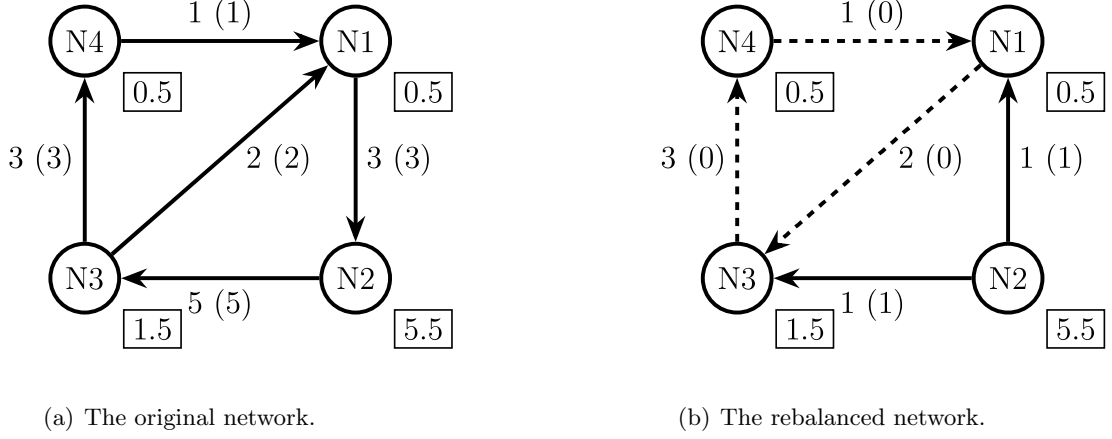 1 (1)
N4
N1
0.5
0.5
3 (3)
2 (2)
3 (3)
N3
N2
5 (5)
1.5
5.5
(a) The original network.
1 (0)
N4
N1
0.5
0.5
3 (0)
2 (0)
1 (1)
N3
N2
1 (1)
1.5
5.5
(b) The rebalanced network.